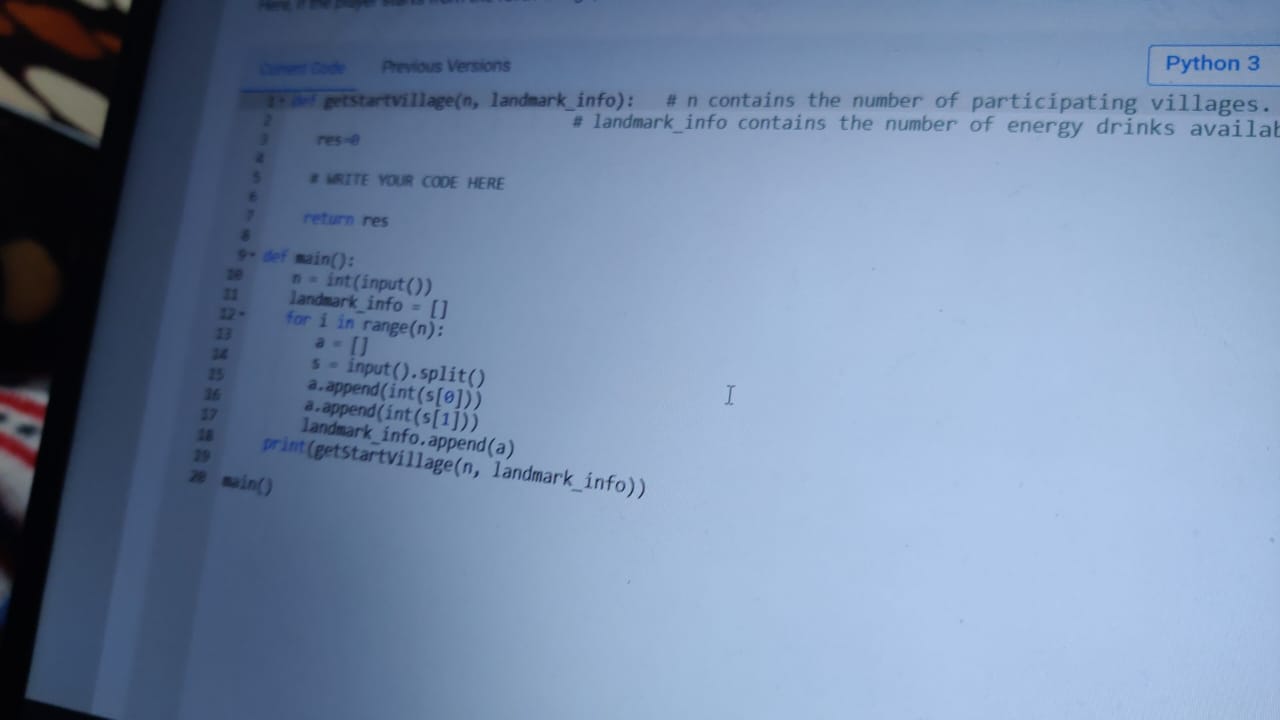 Here, if the player starts from the
Current Code Previous Versions Python 3
1 def getStartVillage(n, landmark_info): # n contains the number of participating villages.
2 # landmark_info contains the number of energy drinks availab
3 res=0
4
5 # WRITE YOUR CODE HERE
6
7 return res
8
9 def main():
10 n = int(input())
11 landmark_info = []
12 for i in range(n):
13 a = []
14 s = input().split()
15 a.append(int(s[0]))
16 a.append(int(s[1]))
17 landmark_info.append(a)
18 print(getStartVillage(n, landmark_info))
19
20 main()